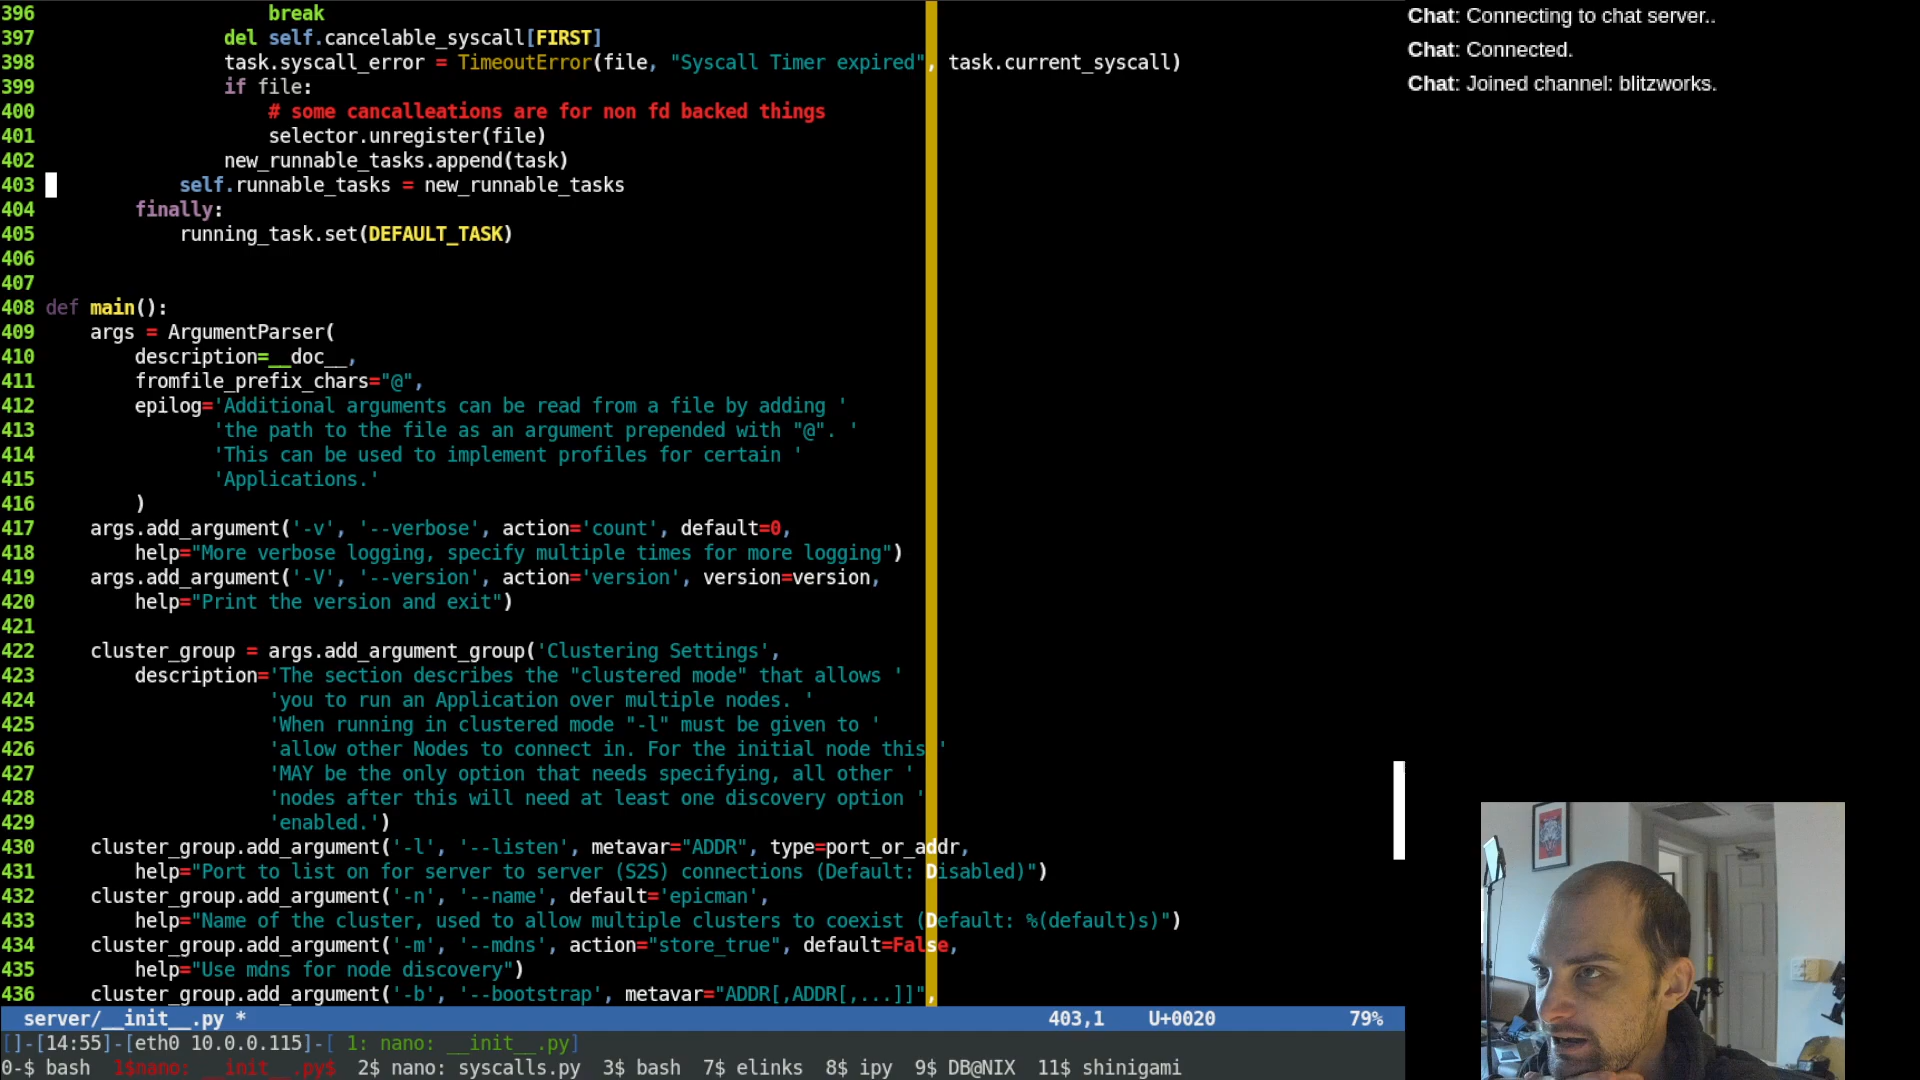 396                     break
397                 del self.cancelable_syscall[FIRST]
398                 task.syscall_error = TimeoutError(file, "Syscall Timer expired", task.current_syscall)
399                 if file:
400                     # some cancalleations are for non fd backed things
401                     selector.unregister(file)
402                 new_runnable_tasks.append(task)
403             self.runnable_tasks = new_runnable_tasks
404         finally:
405             running_task.set(DEFAULT_TASK)
406
407
408 def main():
409     args = ArgumentParser(
410         description=__doc__,
411         fromfile_prefix_chars="@",
412         epilog='Additional arguments can be read from a file by adding '
413                'the path to the file as an argument prepended with "@". '
414                'This can be used to implement profiles for certain '
415                'Applications.'
416         )
417     args.add_argument('-v', '--verbose', action='count', default=0,
418         help="More verbose logging, specify multiple times for more logging")
419     args.add_argument('-V', '--version', action='version', version=version,
420         help="Print the version and exit")
421
422     cluster_group = args.add_argument_group('Clustering Settings',
423         description='The section describes the "clustered mode" that allows '
424                     'you to run an Application over multiple nodes. '
425                     'When running in clustered mode "-l" must be given to '
426                     'allow other Nodes to connect in. For the initial node this '
427                     'MAY be the only option that needs specifying, all other '
428                     'nodes after this will need at least one discovery option '
429                     'enabled.')
430     cluster_group.add_argument('-l', '--listen', metavar="ADDR", type=port_or_addr,
431         help="Port to list on for server to server (S2S) connections (Default: Disabled)")
432     cluster_group.add_argument('-n', '--name', default='epicman',
433         help="Name of the cluster, used to allow multiple clusters to coexist (Default: %(default)s)")
434     cluster_group.add_argument('-m', '--mdns', action="store_true", default=False,
435         help="Use mdns for node discovery")
436     cluster_group.add_argument('-b', '--bootstrap', metavar="ADDR[,ADDR[,...]]",
server/__init__.py * 403,1 U+0020 79%
[]-[14:55]-[eth0 10.0.0.115]-[ 1: nano: __init__.py]
0-$ bash  1$nano: __init__.py$  2$ nano: syscalls.py  3$ bash  7$ elinks  8$ ipy  9$ DB@NIX  11$ shinigami
Chat: Connecting to chat server..
Chat: Connected.
Chat: Joined channel: blitzworks.